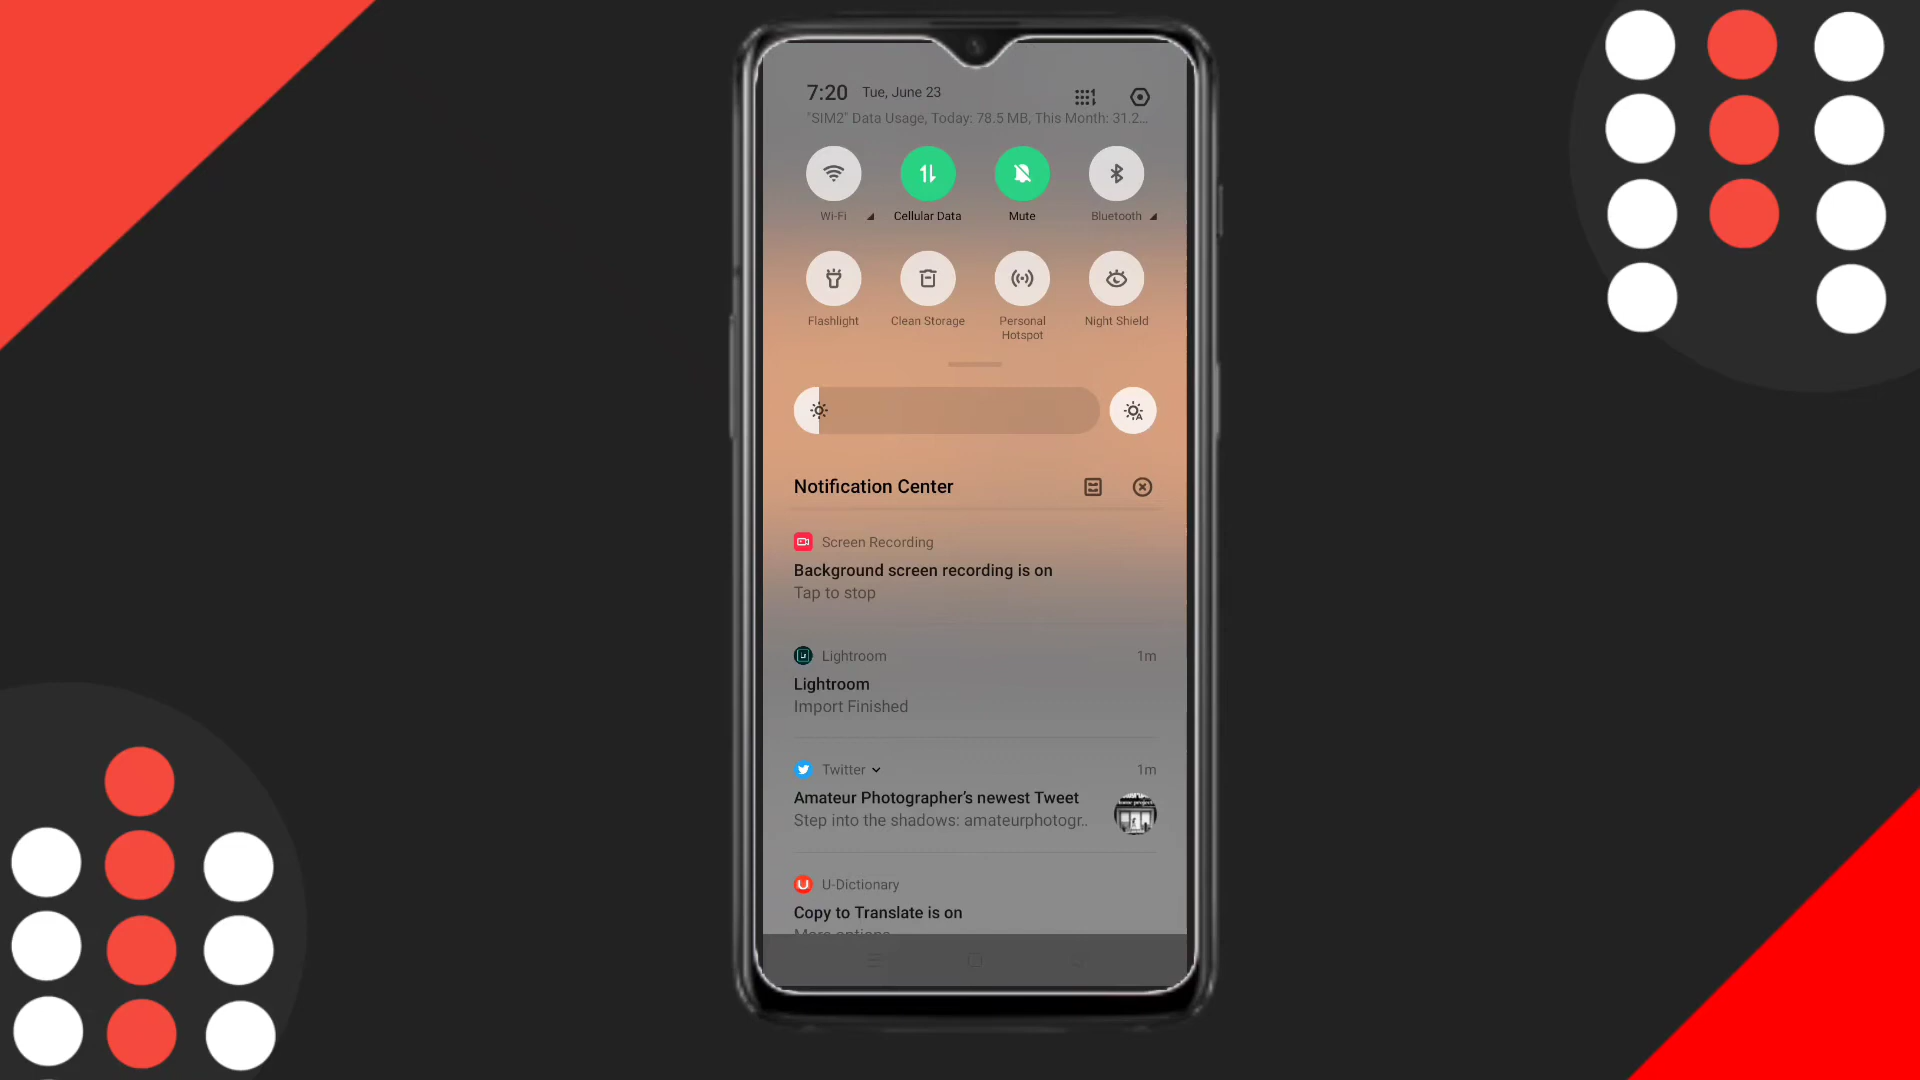 7:20 Tue, June 23
"SIM2" Data Usage, Today: 78.5 MB, This Month: 31.2...
Wi-Fi Cellular Data Mute Bluetooth
Flashlight Clean Storage Personal Hotspot Night Shield
Notification Center
Screen Recording
Background screen recording is on
Tap to stop
Lightroom 1m
Lightroom
Import Finished
Twitter 1m
Amateur Photographer's newest Tweet
Step into the shadows: amateurphotogr..
U-Dictionary
Copy to Translate is on
More options